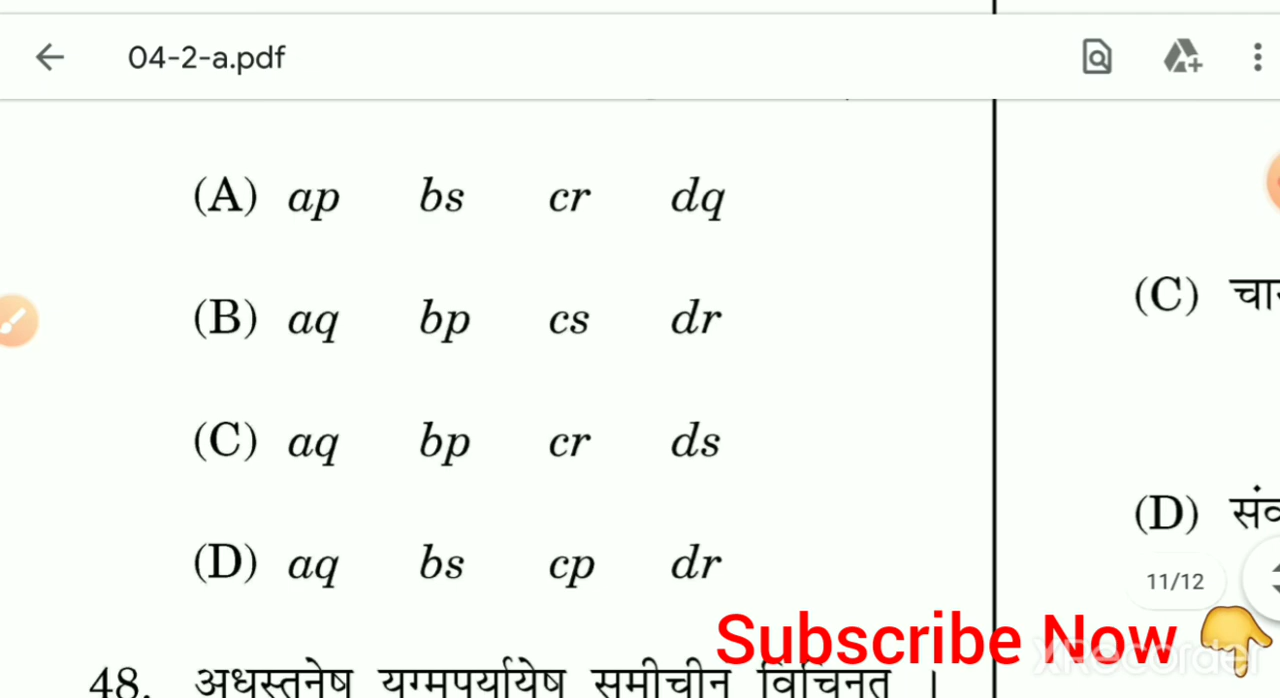 04-2-a.pdf
(A) ap bs cr dq
(B) aq bp cs dr
(C) aq bp cr ds
(D) aq bs cp dr
48. अधस्तनेषु युग्मपर्यायेषु समीचीनं विचिनुत ।
(C)
(D)
11/12
Subscribe Now
XRecorder